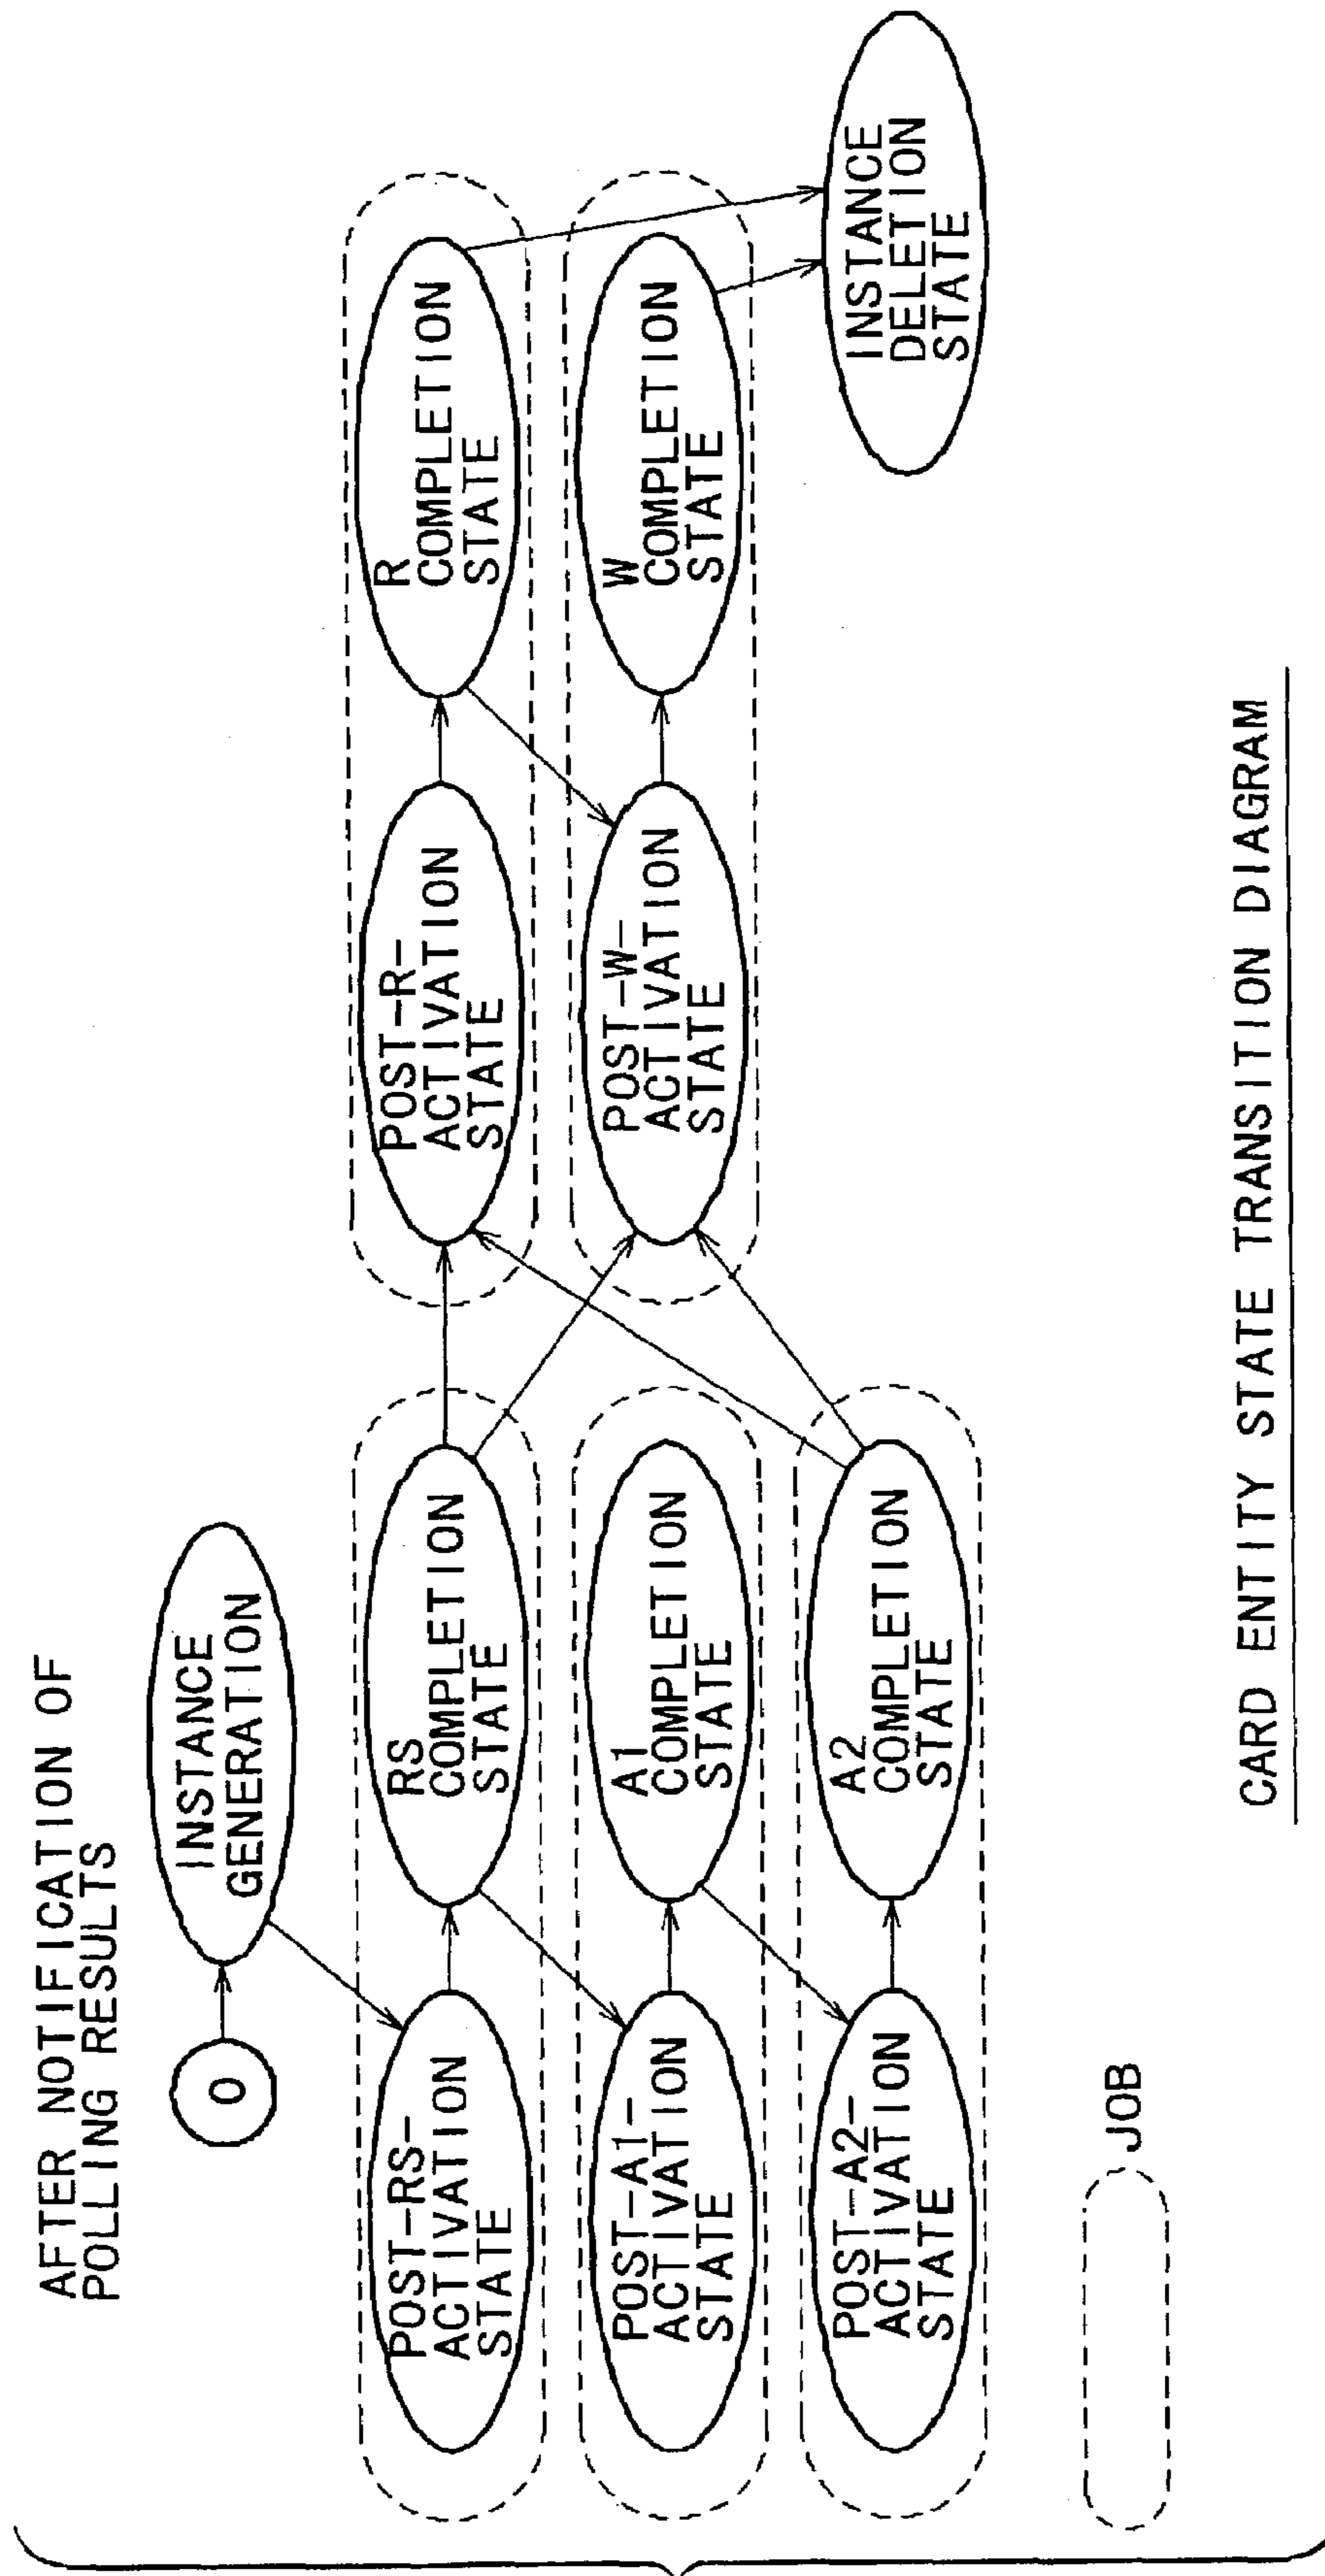 AFTER NOTIFICATION OF
POLLING RESULTS
0
INSTANCE
GENERATION
POST-RS-
ACTIVATION
STATE
RS
COMPLETION
STATE
POST-R-
ACTIVATION
STATE
R
COMPLETION
STATE
POST-A1-
ACTIVATION
STATE
A1
COMPLETION
STATE
POST-W-
ACTIVATION
STATE
W
COMPLETION
STATE
POST-A2-
ACTIVATION
STATE
A2
COMPLETION
STATE
INSTANCE
DELETION
STATE
JOB
CARD ENTITY STATE TRANSITION DIAGRAM